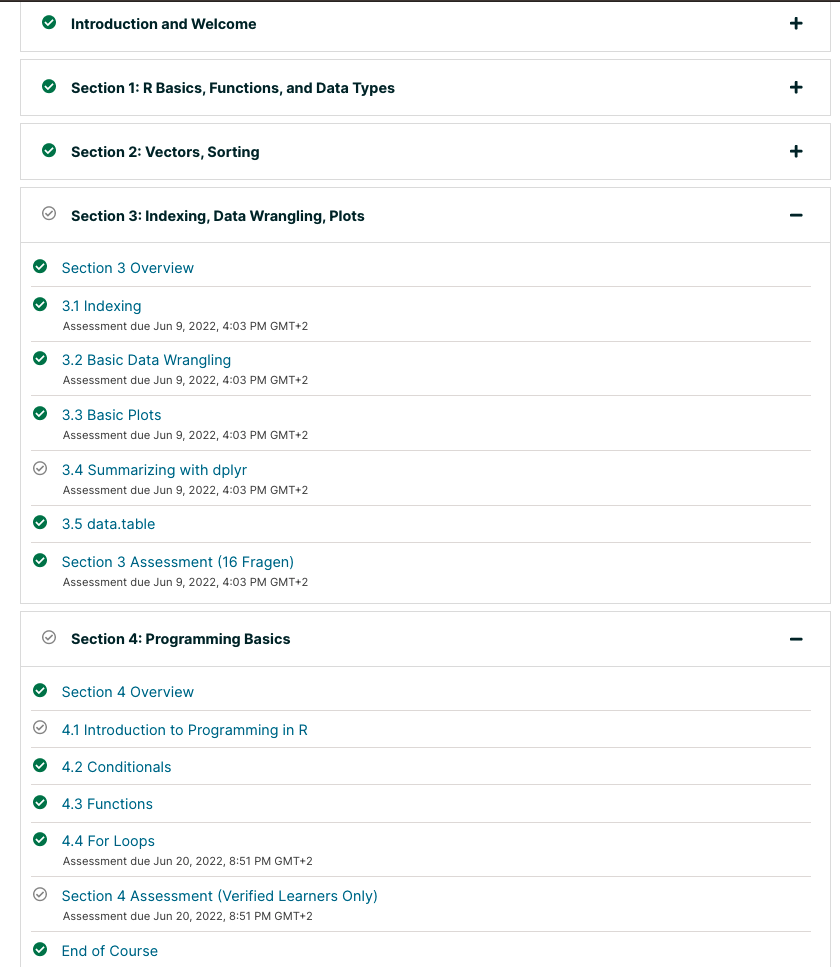 Introduction and Welcome
Section 1: R Basics, Functions, and Data Types
Section 2: Vectors, Sorting
Section 3: Indexing, Data Wrangling, Plots
Section 3 Overview
3.1 Indexing
Assessment due Jun 9, 2022, 4:03 PM GMT+2
3.2 Basic Data Wrangling
Assessment due Jun 9, 2022, 4:03 PM GMT+2
3.3 Basic Plots
Assessment due Jun 9, 2022, 4:03 PM GMT+2
3.4 Summarizing with dplyr
Assessment due Jun 9, 2022, 4:03 PM GMT+2
3.5 data.table
Section 3 Assessment (16 Fragen)
Assessment due Jun 9, 2022, 4:03 PM GMT+2
Section 4: Programming Basics
Section 4 Overview
4.1 Introduction to Programming in R
4.2 Conditionals
4.3 Functions
4.4 For Loops
Assessment due Jun 20, 2022, 8:51 PM GMT+2
Section 4 Assessment (Verified Learners Only)
Assessment due Jun 20, 2022, 8:51 PM GMT+2
End of Course